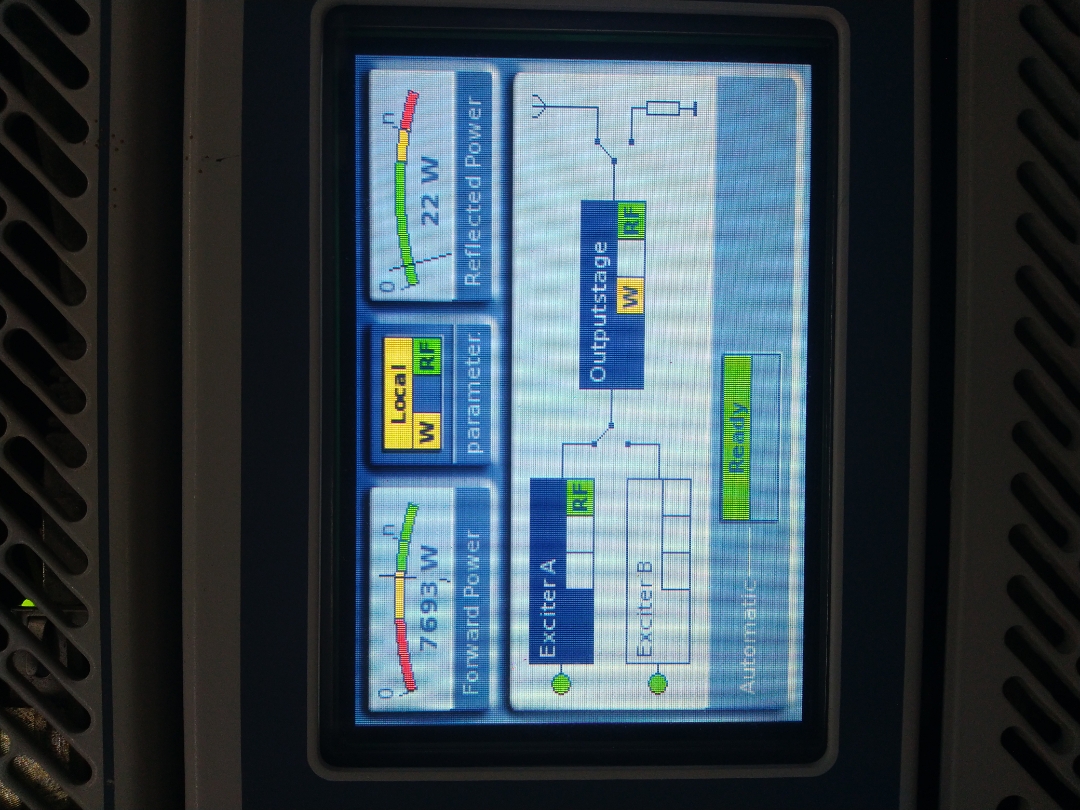 0 n
7693 W
Forward Power
Local
W RF
parameter.
0 n
22 W
Reflected Power
Exciter A
RF
Exciter B
Outputstage
W RF
Automatic
Ready